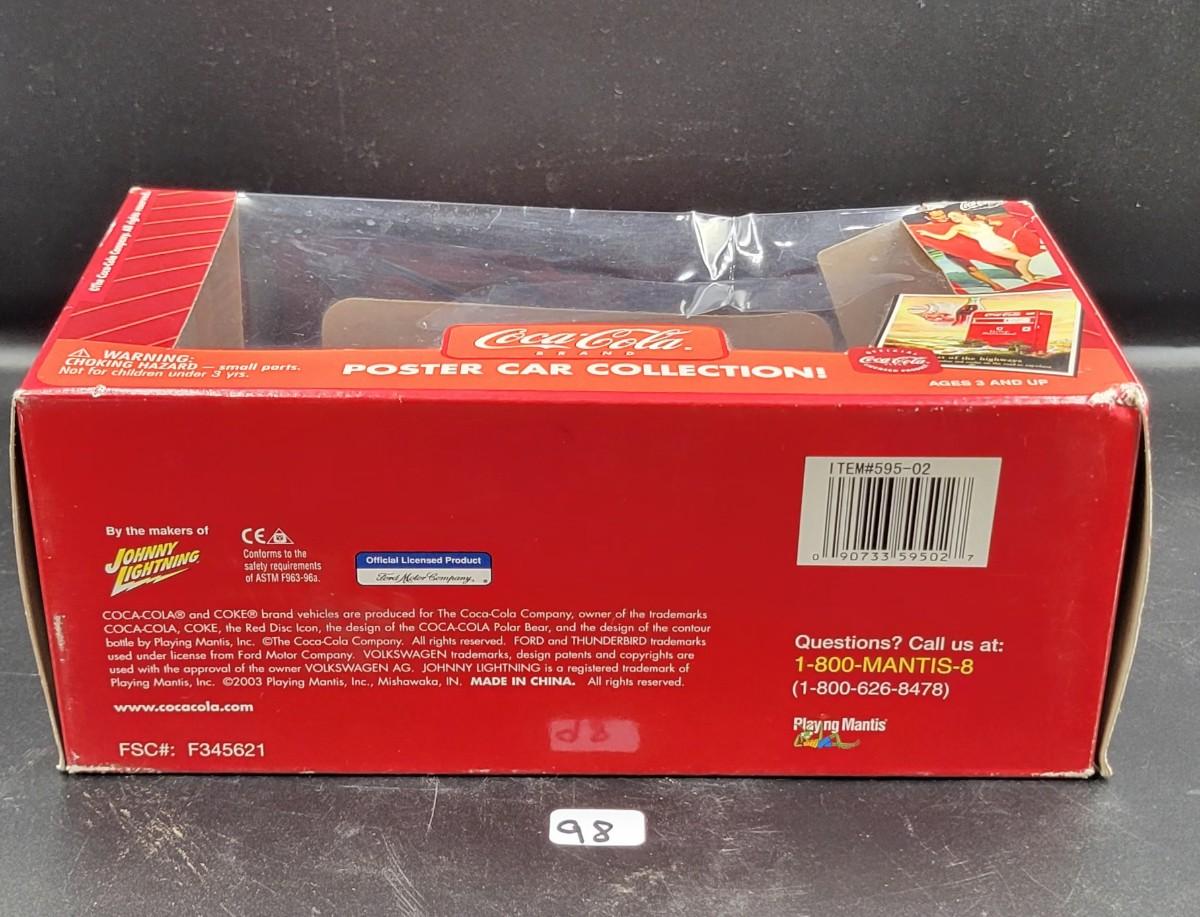 ©The Coca-Cola Company. All rights reserved.
WARNING:
CHOKING HAZARD — small parts.
Not for children under 3 yrs.
Coca-Cola
BRAND
POSTER CAR COLLECTION!
OFFICIAL
Coca-Cola
LICENSED PRODUCT
of the highways
AGES 3 AND UP
ITEM#595-02
0 90733 59502 7
By the makers of
JOHNNY
LIGHTNING
CE
Conforms to the
safety requirements
of ASTM F963-96a.
Official Licensed Product
Ford Motor Company
COCA-COLA® and COKE® brand vehicles are produced for The Coca-Cola Company, owner of the trademarks
COCA-COLA, COKE, the Red Disc Icon, the design of the COCA-COLA Polar Bear, and the design of the contour
bottle by Playing Mantis, Inc. ©The Coca-Cola Company. All rights reserved. FORD and THUNDERBIRD trademarks
used under license from Ford Motor Company. VOLKSWAGEN trademarks, design patents and copyrights are
used with the approval of the owner VOLKSWAGEN AG. JOHNNY LIGHTNING is a registered trademark of
Playing Mantis, Inc. ©2003 Playing Mantis, Inc., Mishawaka, IN. MADE IN CHINA. All rights reserved.
www.cocacola.com
FSC#: F345621
Questions? Call us at:
1-800-MANTIS-8
(1-800-626-8478)
Playing Mantis
98